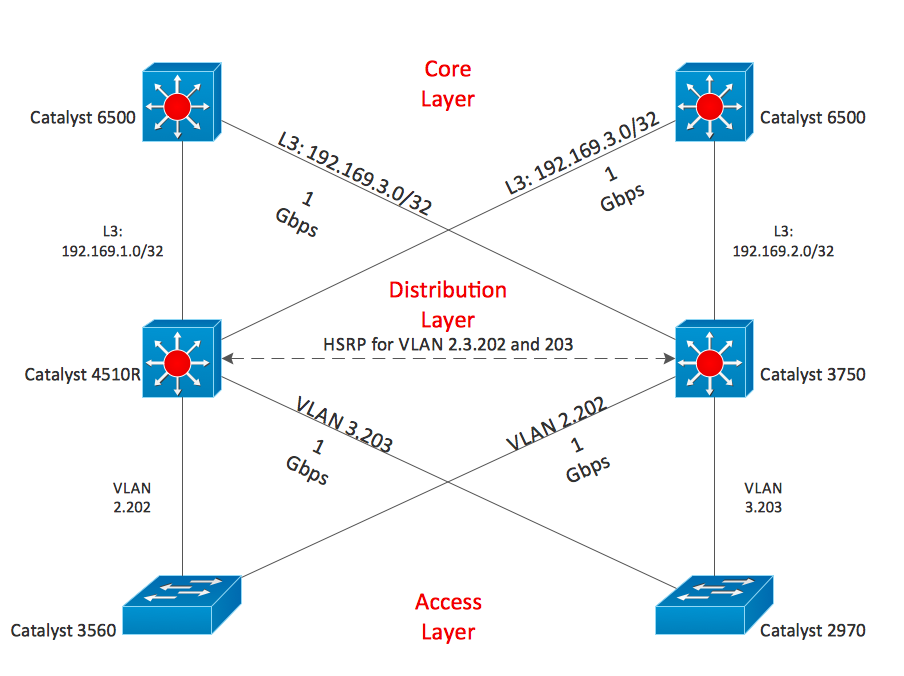 Core
Layer
Catalyst 6500
Catalyst 6500
L3: 192.169.3.0/32
L3: 192.169.3.0/32
1
Gbps
1
Gbps
L3:
192.169.1.0/32
L3:
192.169.2.0/32
Distribution
Layer
HSRP for VLAN 2.3.202 and 203
Catalyst 4510R
Catalyst 3750
VLAN 3.203
VLAN 2.202
1
Gbps
1
Gbps
VLAN
2.202
VLAN
3.203
Access
Layer
Catalyst 3560
Catalyst 2970